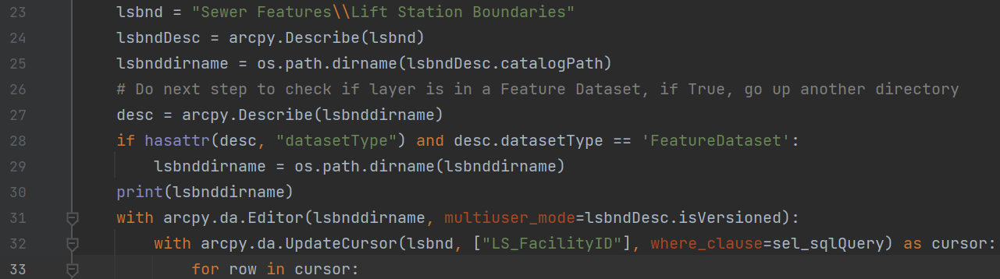 23 lsbnd = "Sewer Features\\Lift Station Boundaries"
24 lsbndDesc = arcpy.Describe(lsbnd)
25 lsbnddirname = os.path.dirname(lsbndDesc.catalogPath)
26 # Do next step to check if layer is in a Feature Dataset, if True, go up another directory
27 desc = arcpy.Describe(lsbnddirname)
28 if hasattr(desc, "datasetType") and desc.datasetType == 'FeatureDataset':
29     lsbnddirname = os.path.dirname(lsbnddirname)
30 print(lsbnddirname)
31 with arcpy.da.Editor(lsbnddirname, multiuser_mode=lsbndDesc.isVersioned):
32     with arcpy.da.UpdateCursor(lsbnd, ["LS_FacilityID"], where_clause=sel_sqlQuery) as cursor:
33         for row in cursor: